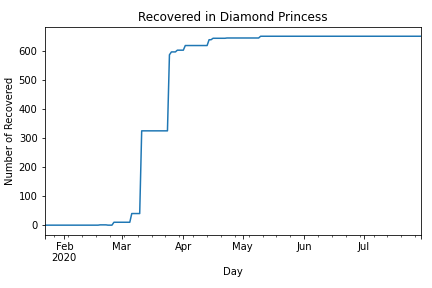 Recovered in Diamond Princess
Number of Recovered
600
500
400
300
200
100
0
Feb Mar Apr May Jun Jul
2020
Day